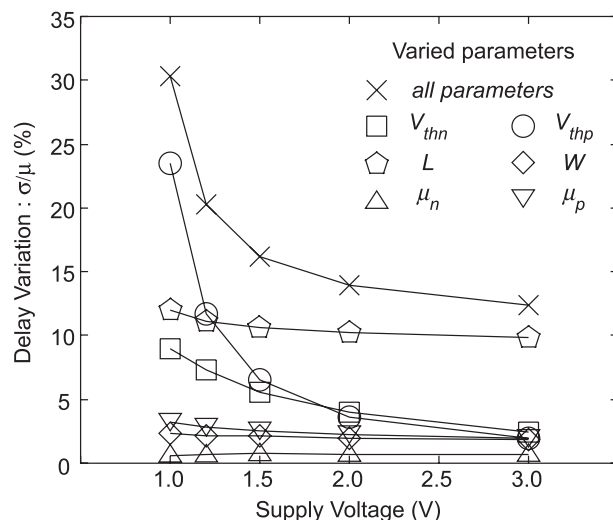 Varied parameters
all parameters
V_thn V_thp
L W
μ_n μ_p
35
30
25
20
15
10
5
0
Delay Variation : σ/μ (%)
1.0 1.5 2.0 2.5 3.0
Supply Voltage (V)